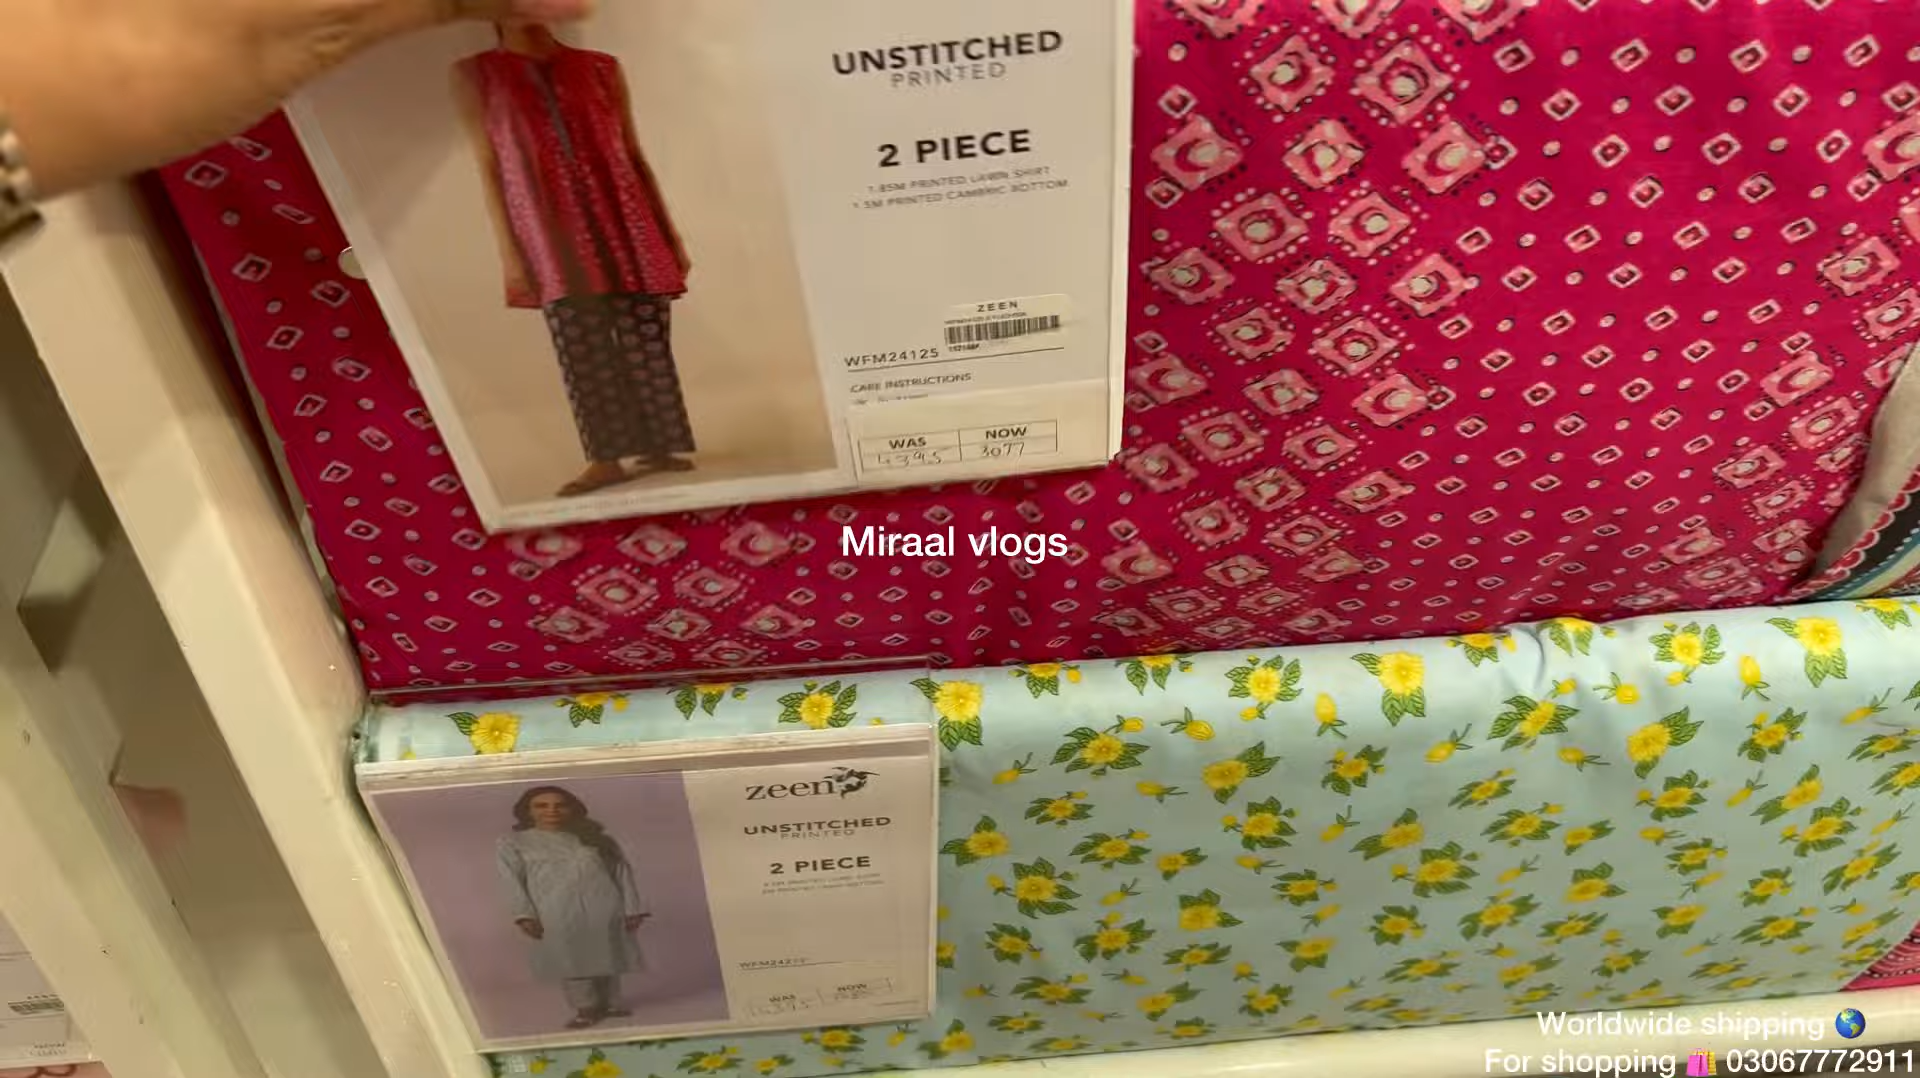 UNSTITCHED
PRINTED
2 PIECE
1.85M PRINTED LAWN SHIRT
1.5M PRINTED CAMBRIC BOTTOM
ZEEN
WFM24125
CARE INSTRUCTIONS
WAS NOW
4395 3077
Miraal vlogs
zeen
UNSTITCHED
PRINTED
2 PIECE
WAS NOW
Worldwide shipping 🌎
For shopping 🛍️ 03067772911